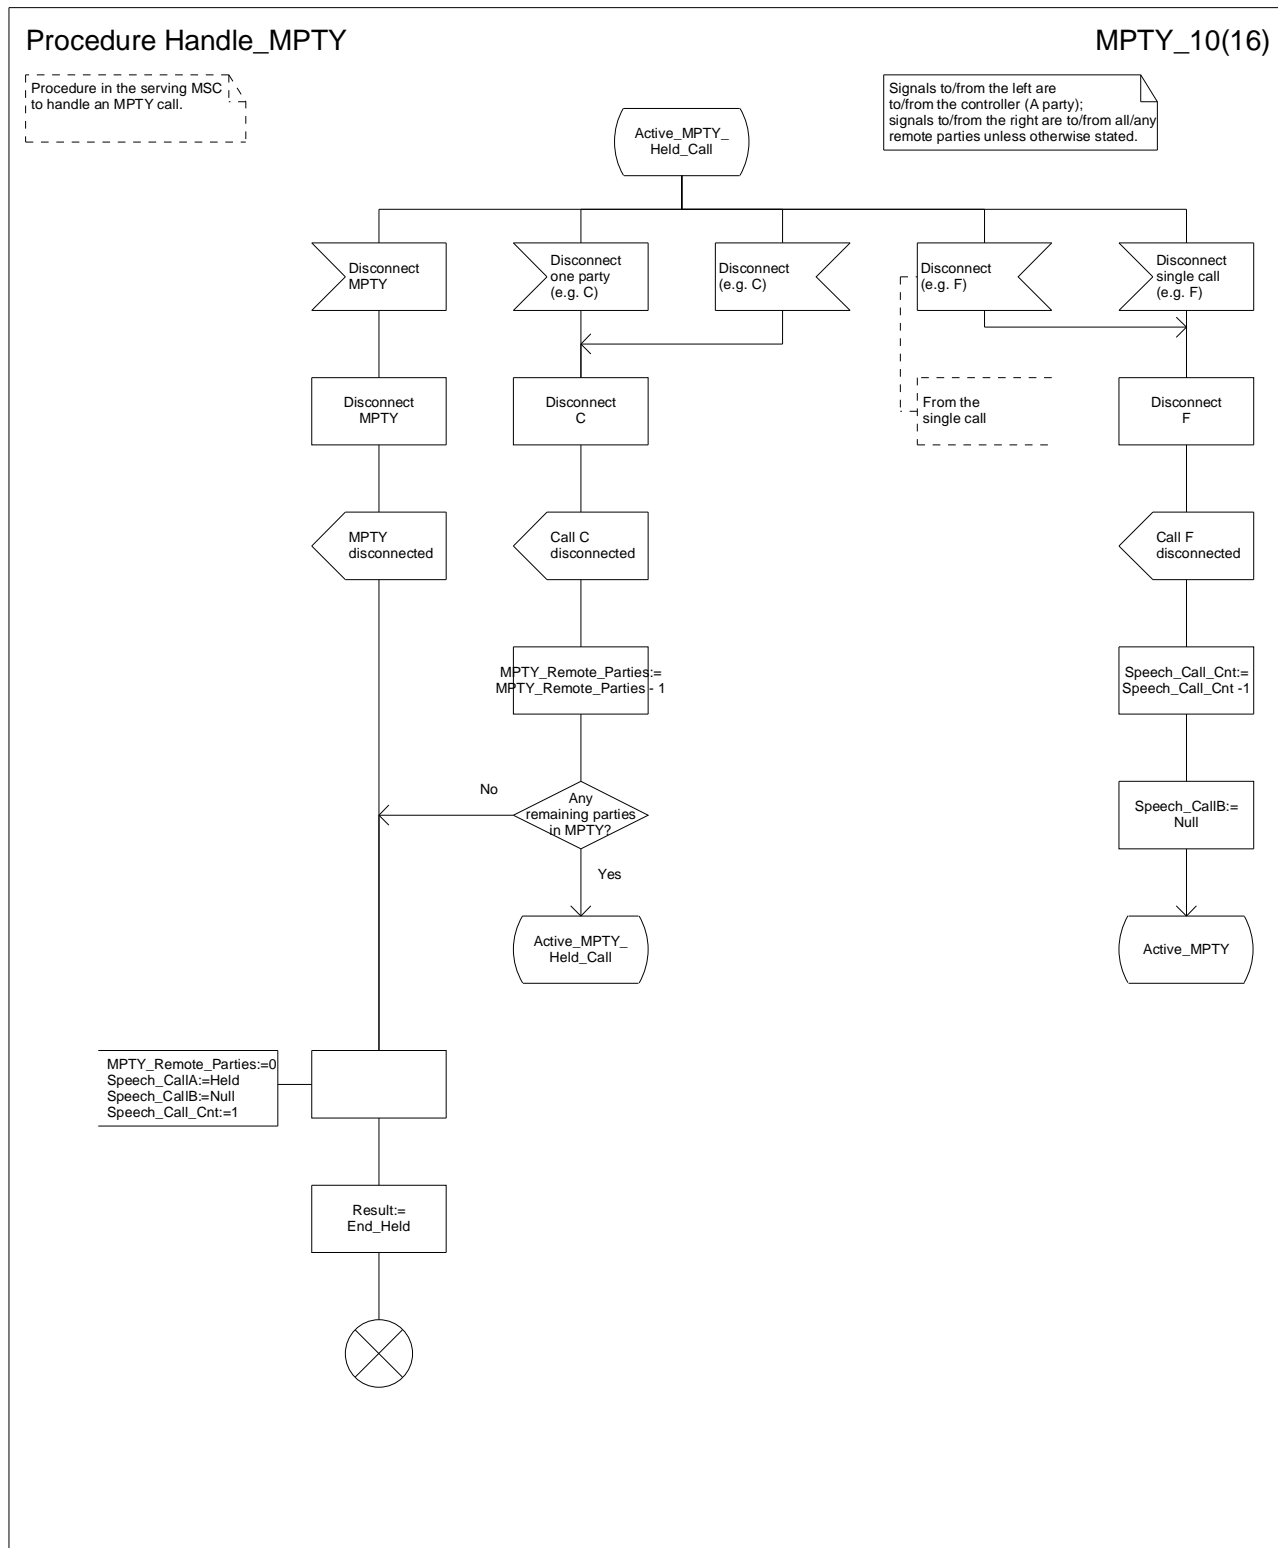 Procedure Handle_MPTY
MPTY_10(16)
Procedure in the serving MSC
to handle an MPTY call.
Signals to/from the left are
to/from the controller (A party);
signals to/from the right are to/from all/any
remote parties unless otherwise stated.
Active_MPTY_
Held_Call
Disconnect
MPTY
Disconnect
one party
(e.g. C)
Disconnect
(e.g. C)
Disconnect
(e.g. F)
Disconnect
single call
(e.g. F)
Disconnect
MPTY
Disconnect
C
From the
single call
Disconnect
F
MPTY
disconnected
Call C
disconnected
Call F
disconnected
MPTY_Remote_Parties:=
MPTY_Remote_Parties - 1
Speech_Call_Cnt:=
Speech_Call_Cnt -1
No
Any
remaining parties
in MPTY?
Yes
Speech_CallB:=
Null
Active_MPTY_
Held_Call
Active_MPTY
MPTY_Remote_Parties:=0
Speech_CallA:=Held
Speech_CallB:=Null
Speech_Call_Cnt:=1
Result:=
End_Held